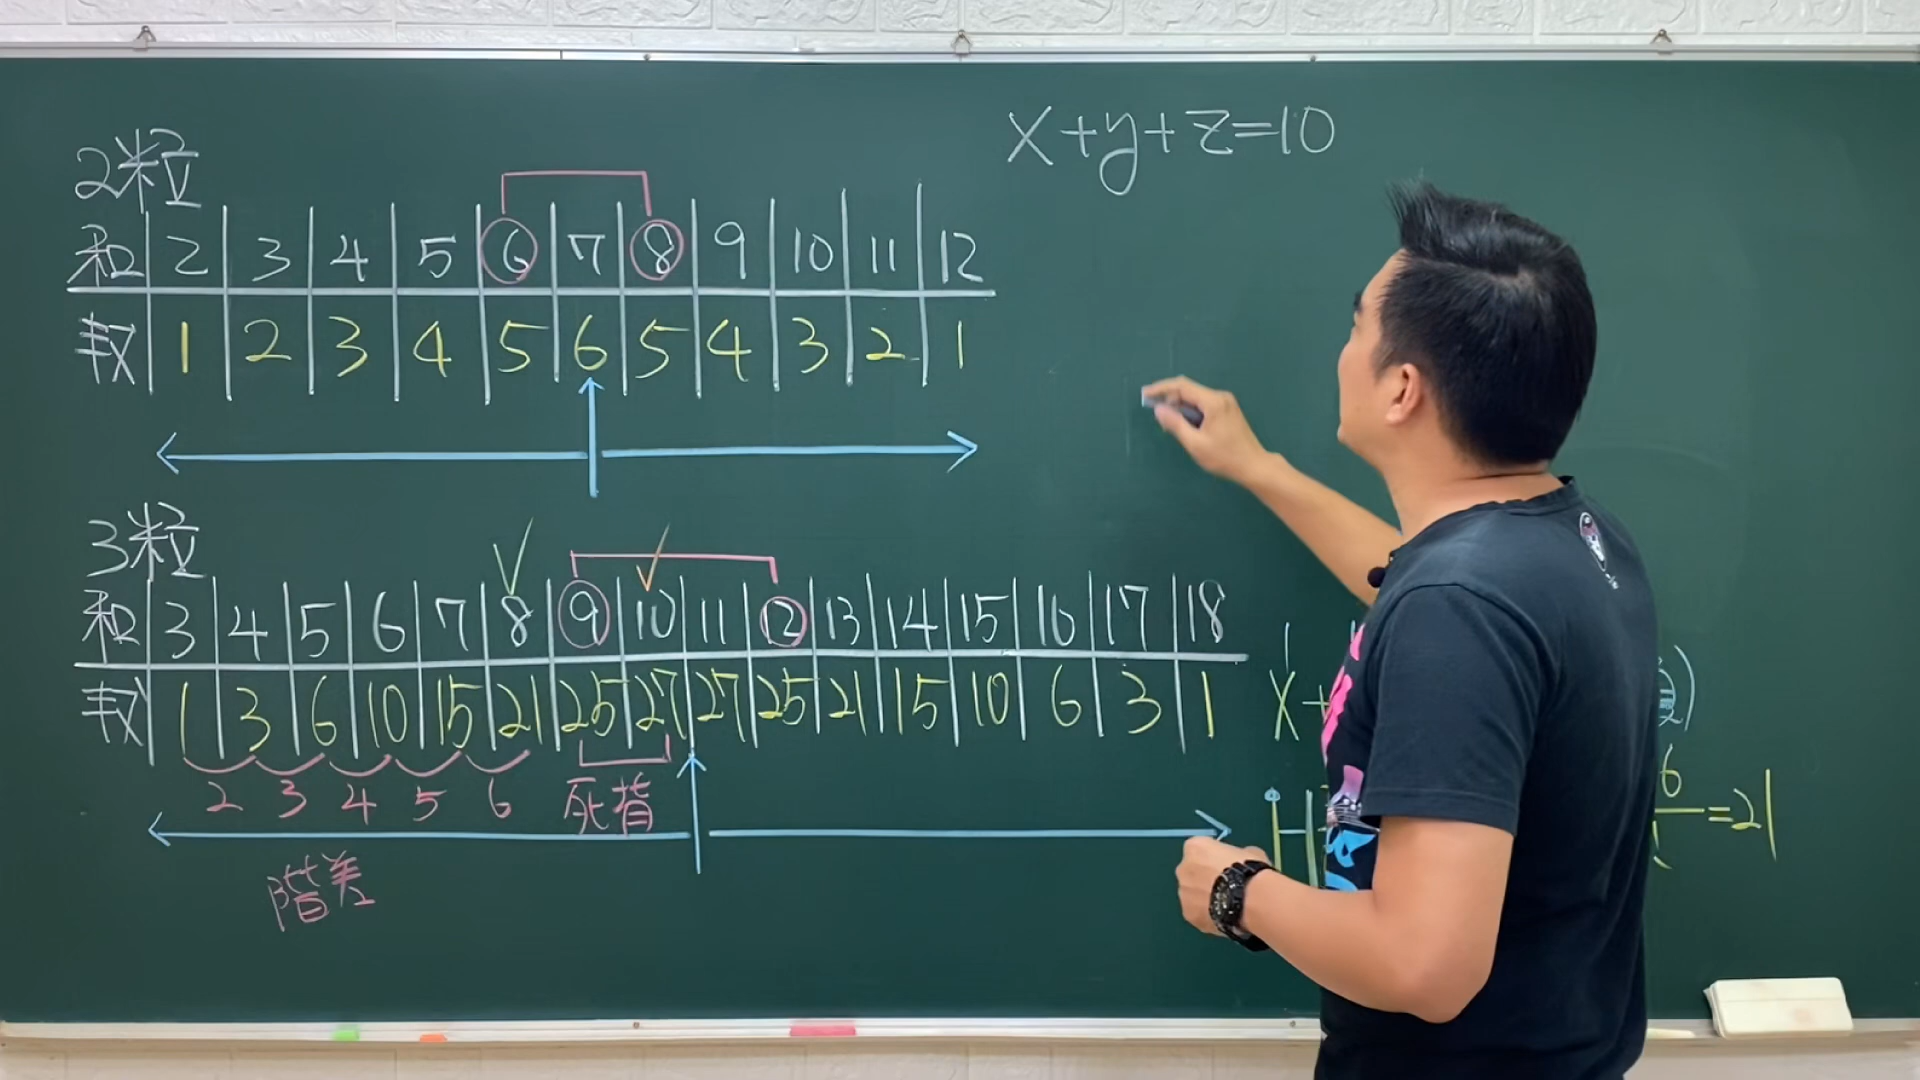 2粒
和 2 3 4 5 6 7 8 9 10 11 12
1 2 3 4 5 6 5 4 3 2 1
3粒
和 3 4 5 6 7 8 9 10 11 12 13 14 15 16 17 18
1 3 6 10 15 21 25 27 27 25 21 15 10 6 3 1
2 3 4 5 6 死背
階差
x+y+z=10
x+
6
=21